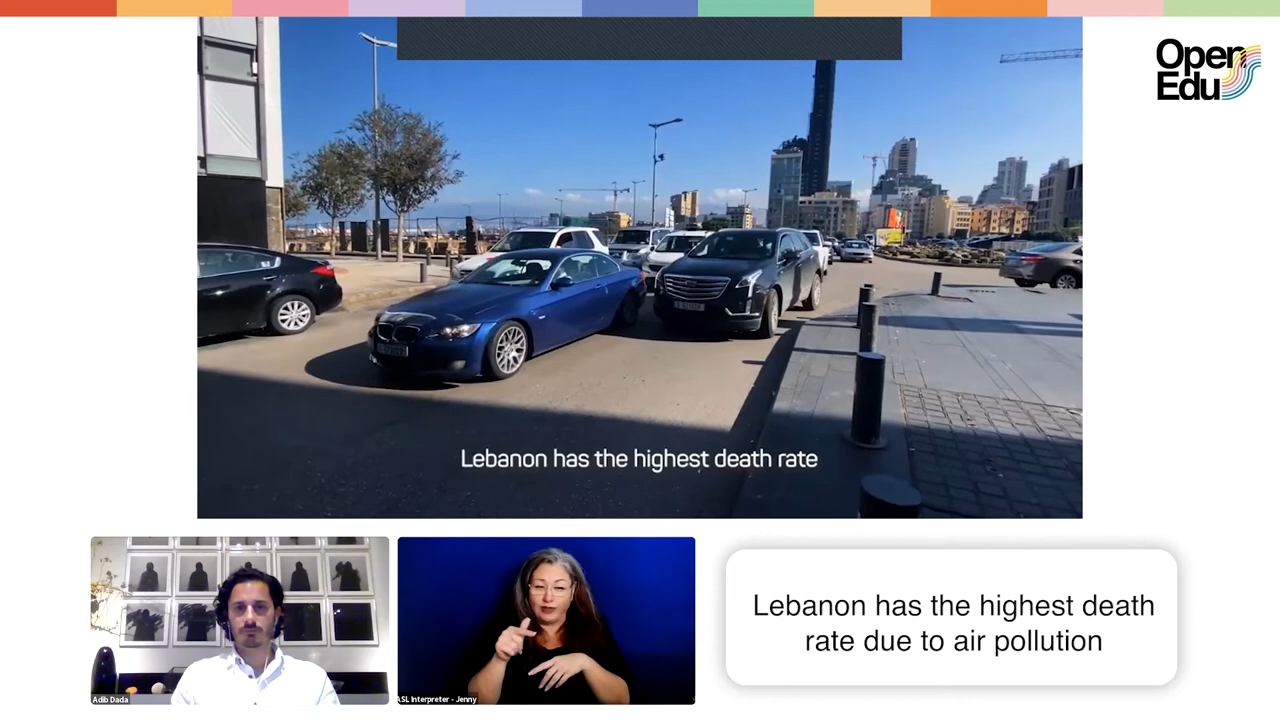 Open
Edu
Lebanon has the highest death rate
Lebanon has the highest death
rate due to air pollution
Adib Dada
ASL Interpreter - Jenny